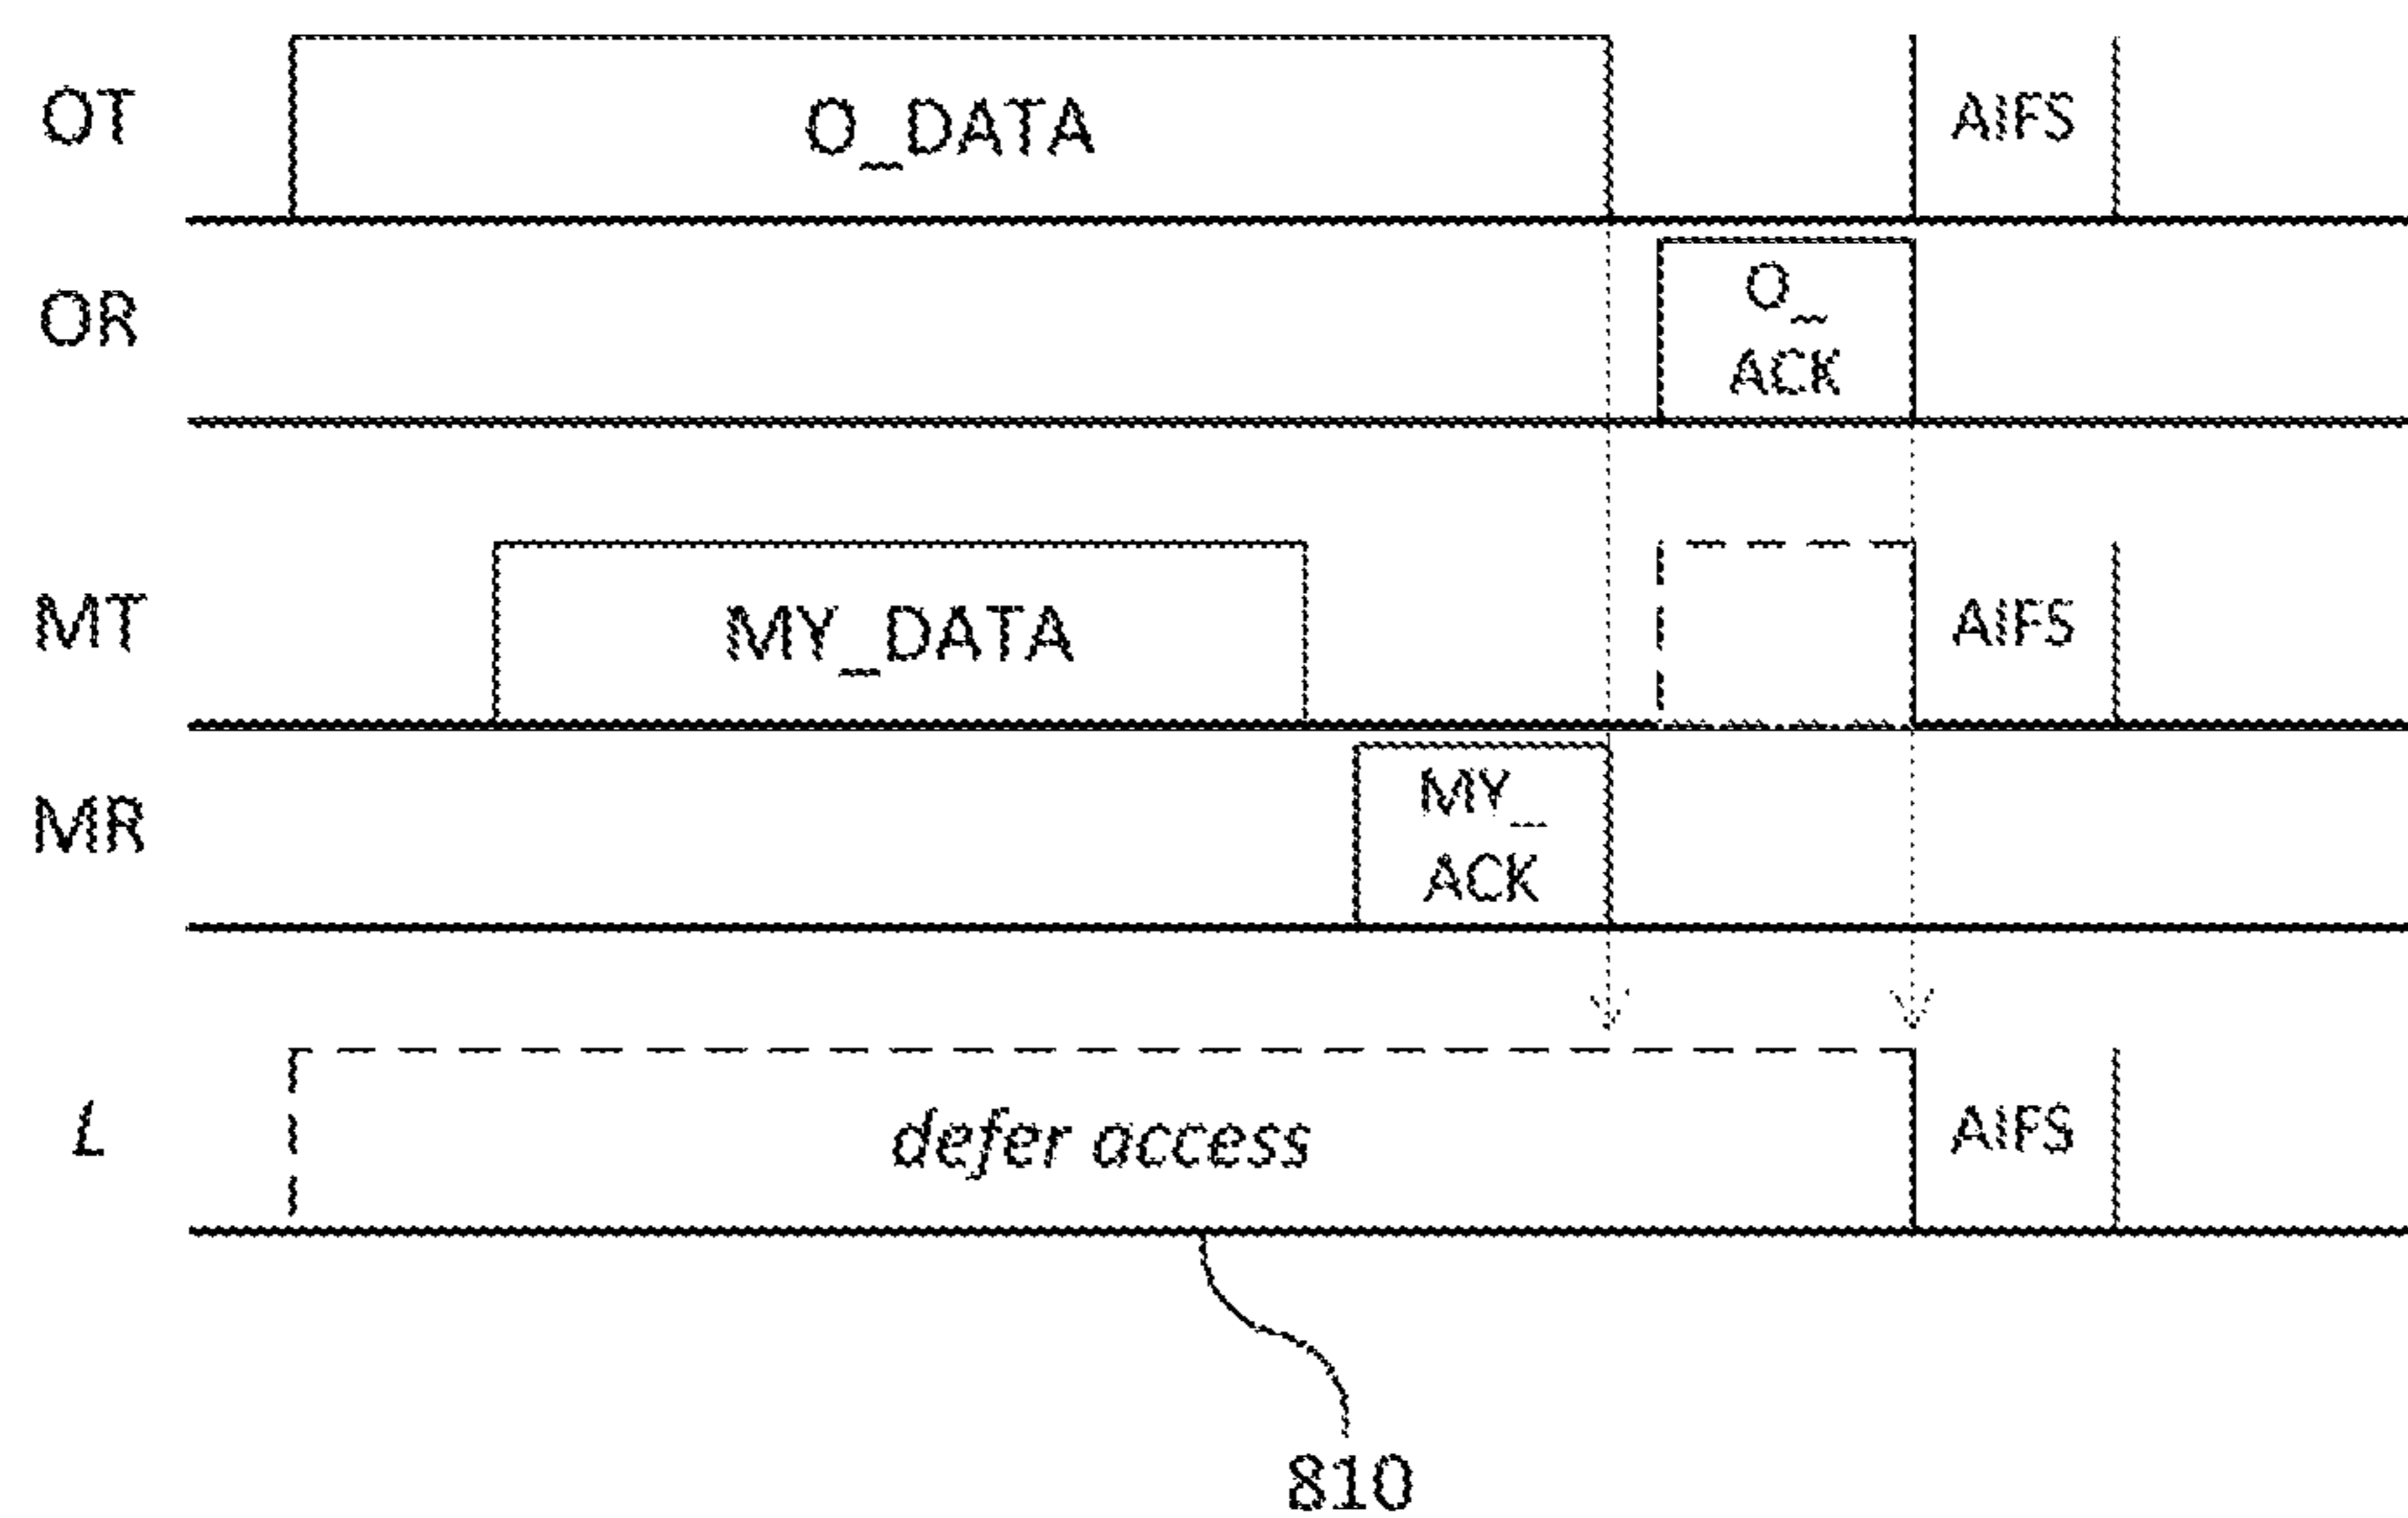 OT O_DATA AIFS
OR O_
ACK
MT MY_DATA AIFS
MR MY_
ACK
L defer access AIFS
810